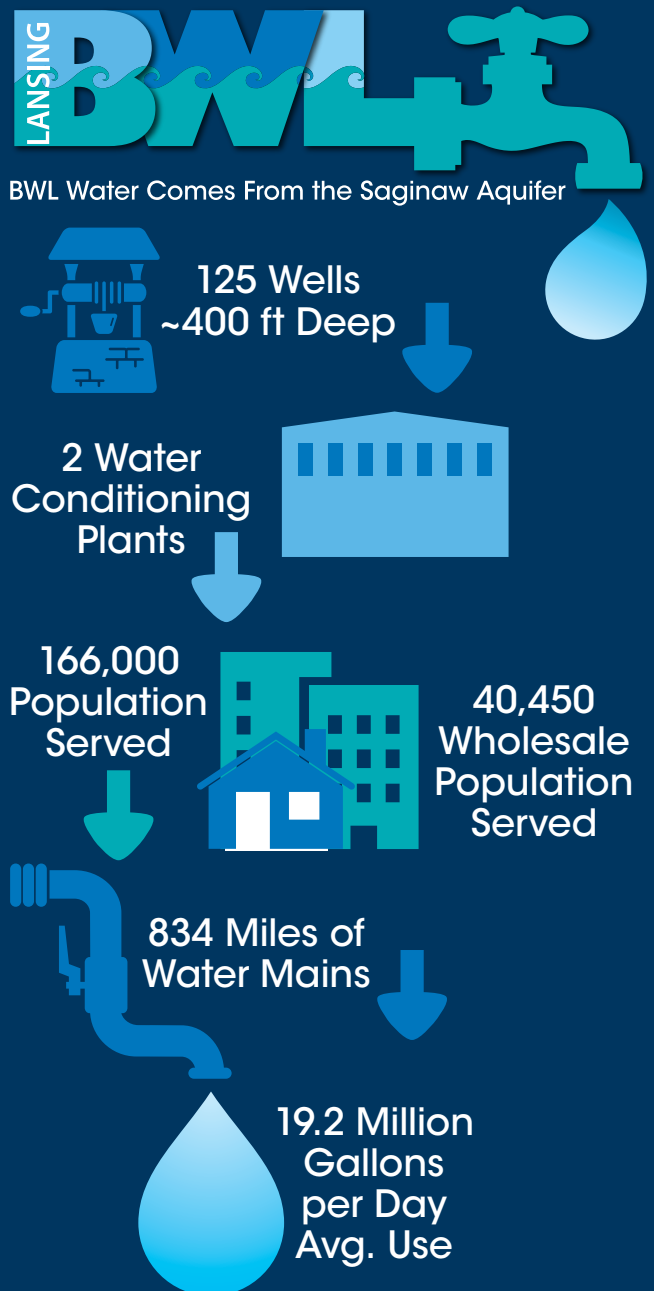 LANSING
BWL
BWL Water Comes From the Saginaw Aquifer
125 Wells
~400 ft Deep
2 Water
Conditioning
Plants
166,000
Population
Served
40,450
Wholesale
Population
Served
834 Miles of
Water Mains
19.2 Million
Gallons
per Day
Avg. Use